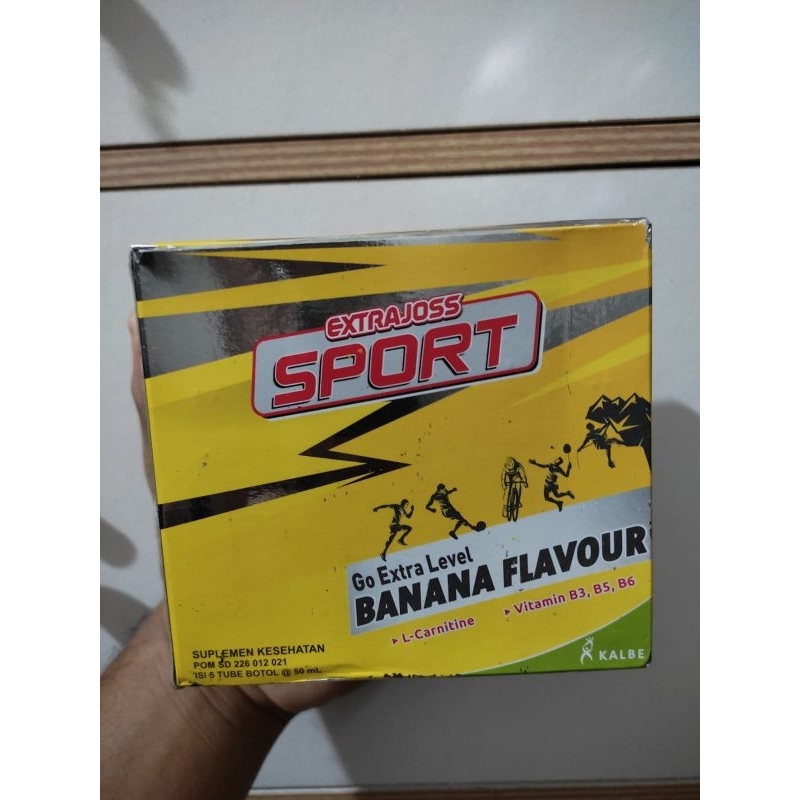 EXTRAJOSS
SPORT
Go Extra Level
BANANA FLAVOUR
▸ L-Carnitine
▸ Vitamin B3, B5, B6
SUPLEMEN KESEHATAN
POM SD 226 012 021
ISI 5 TUBE BOTOL @ 50 mL
KALBE